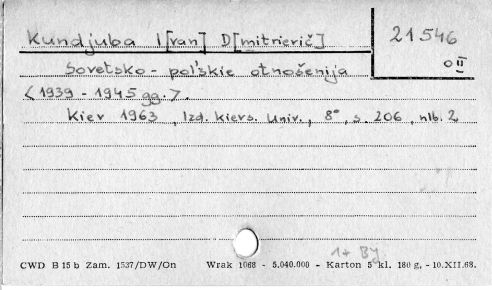 Kundjuba I[van] D[mitrievič]
21546
OII
Sovetsko-pol'skie otnošenija
<1939-1945 gg.>.
Kiev 1963, Izd. Kievs. Univ., 8°, s. 206, nlb. 2
1+ By
CWD B 15 b Zam. 1537/DW/On Wrak 1068 - 5.040.000 - Karton 5 kl. 180 g, - 10.XII.68.